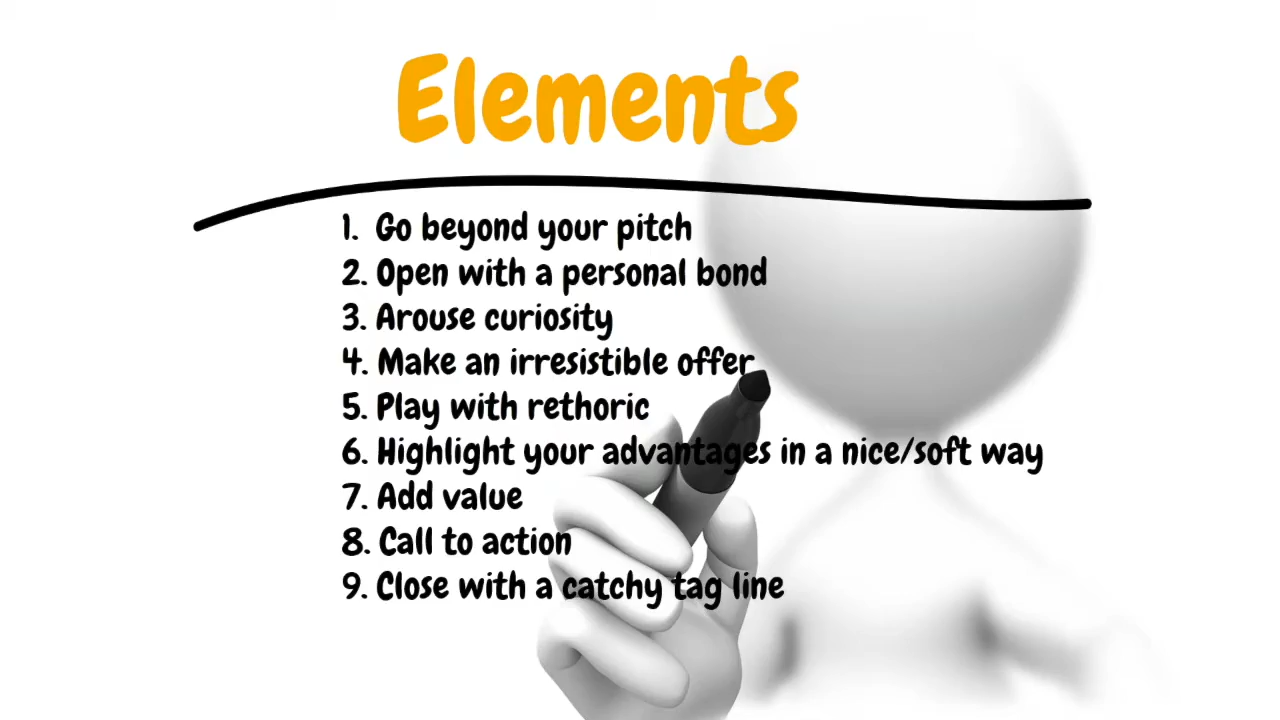 Elements
1. Go beyond your pitch
2. Open with a personal bond
3. Arouse curiosity
4. Make an irresistible offer
5. Play with rethoric
6. Highlight your advantages in a nice/soft way
7. Add value
8. Call to action
9. Close with a catchy tag line